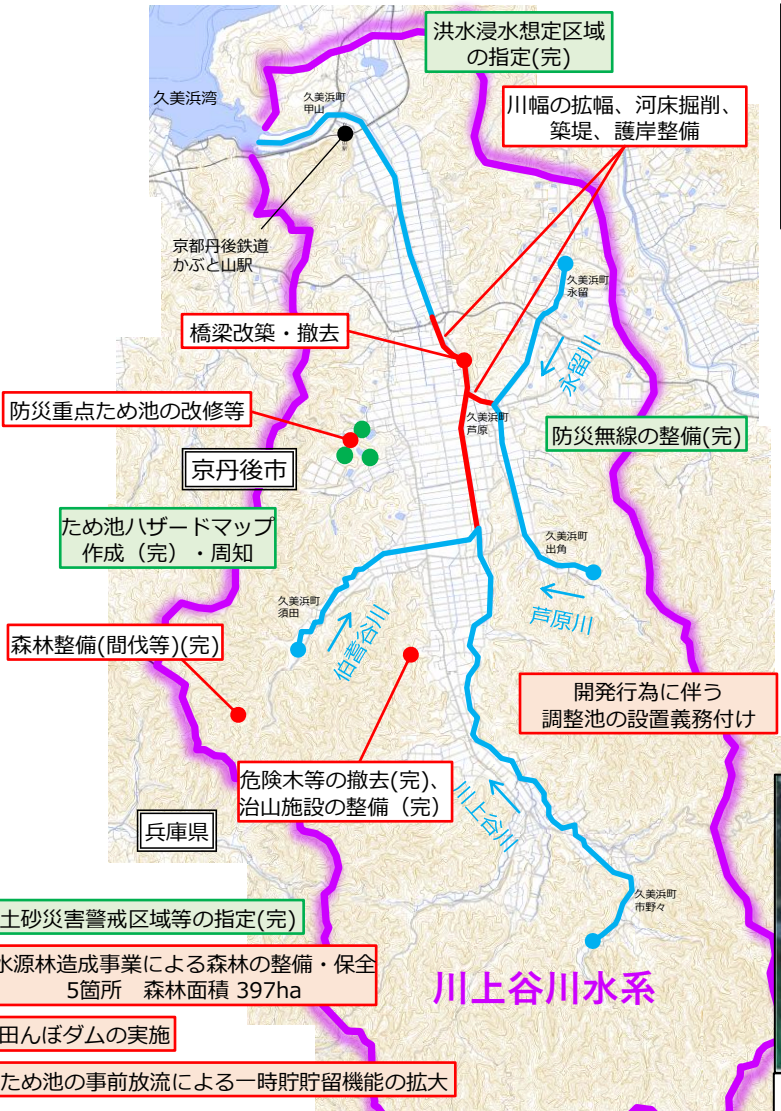 洪水浸水想定区域
の指定(完)
久美浜湾
久美浜町
甲山
川幅の拡幅、河床掘削、
築堤、護岸整備
京都丹後鉄道
かぶと山駅
久美浜町
永留
橋梁改築・撤去
永留川
防災重点ため池の改修等
久美浜町
芦原
防災無線の整備(完)
京丹後市
ため池ハザードマップ
作成（完）・周知
久美浜町
出角
久美浜町
須田
伯耆谷川
芦原川
森林整備(間伐等)(完)
開発行為に伴う
調整池の設置義務付け
危険木等の撤去(完)、
治山施設の整備（完）
川上谷川
兵庫県
久美浜町
市野々
土砂災害警戒区域等の指定(完)
水源林造成事業による森林の整備・保全
5箇所　森林面積 397ha
川上谷川水系
田んぼダムの実施
ため池の事前放流による一時貯貯留機能の拡大